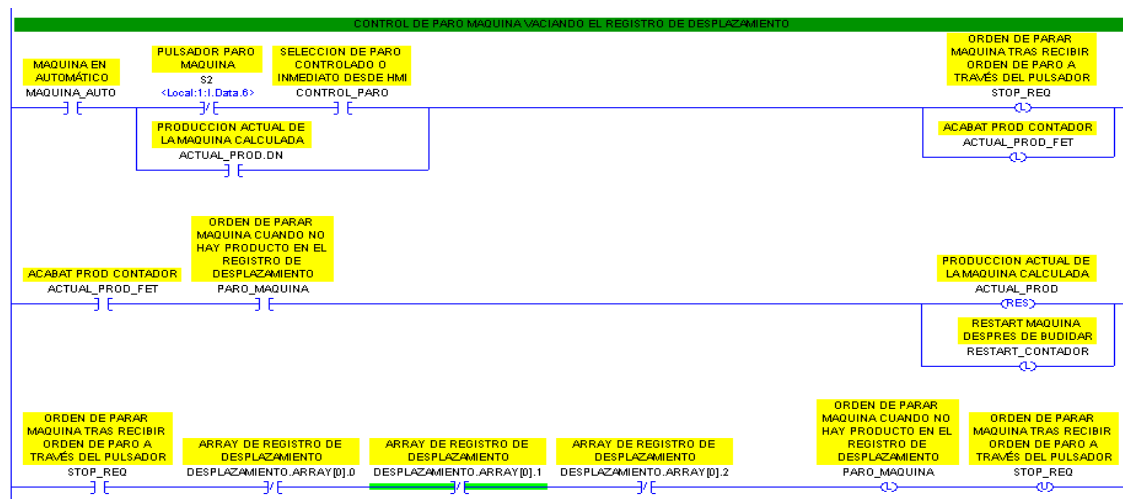 CONTROL DE PARO MAQUINA VACIANDO EL REGISTRO DE DESPLAZAMIENTO
MAQUINA EN
AUTOMÁTICO
MAQUINA_AUTO
PULSADOR PARO
MAQUINA
S2
<Local:1:I.Data.6>
SELECCION DE PARO
CONTROLADO O
INMEDIATO DESDE HMI
CONTROL_PARO
ORDEN DE PARAR
MAQUINA TRAS RECIBIR
ORDEN DE PARO A
TRAVÉS DEL PULSADOR
STOP_REQ
L
PRODUCCION ACTUAL DE
LA MAQUINA CALCULADA
ACTUAL_PROD.DN
ACABAT PROD CONTADOR
ACTUAL_PROD_FET
L
ACABAT PROD CONTADOR
ACTUAL_PROD_FET
ORDEN DE PARAR
MAQUINA CUANDO NO
HAY PRODUCTO EN EL
REGISTRO DE
DESPLAZAMIENTO
PARO_MAQUINA
PRODUCCION ACTUAL DE
LA MAQUINA CALCULADA
ACTUAL_PROD
RES
RESTART MAQUINA
DESPRES DE BUDIDAR
RESTART_CONTADOR
L
ORDEN DE PARAR
MAQUINA TRAS RECIBIR
ORDEN DE PARO A
TRAVÉS DEL PULSADOR
STOP_REQ
ARRAY DE REGISTRO DE
DESPLAZAMIENTO
DESPLAZAMIENTO.ARRAY[0].0
ARRAY DE REGISTRO DE
DESPLAZAMIENTO
DESPLAZAMIENTO.ARRAY[0].1
ARRAY DE REGISTRO DE
DESPLAZAMIENTO
DESPLAZAMIENTO.ARRAY[0].2
ORDEN DE PARAR
MAQUINA CUANDO NO
HAY PRODUCTO EN EL
REGISTRO DE
DESPLAZAMIENTO
PARO_MAQUINA
L
ORDEN DE PARAR
MAQUINA TRAS RECIBIR
ORDEN DE PARO A
TRAVÉS DEL PULSADOR
STOP_REQ
U